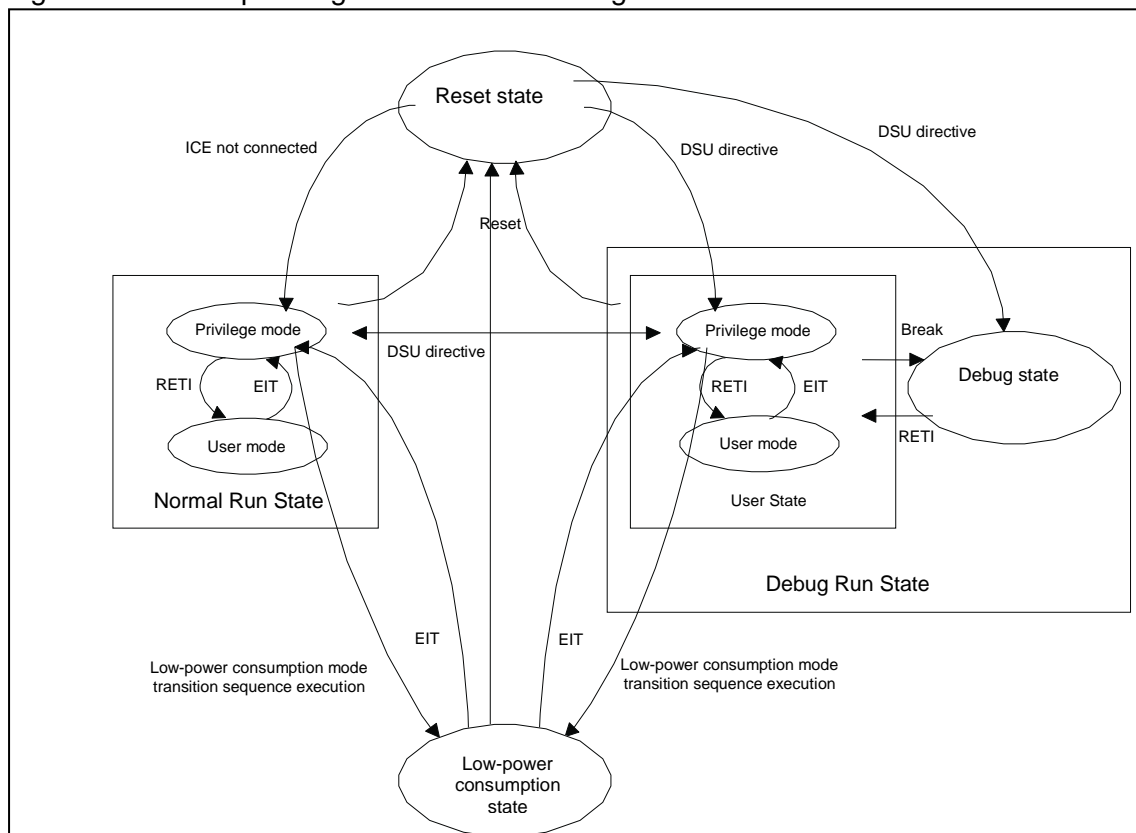 Reset state
DSU directive
ICE not connected
DSU directive
Reset
Privilege mode
DSU directive
Privilege mode
Break
RETI
EIT
RETI
EIT
Debug state
User mode
User mode
RETI
Normal Run State
User State
Debug Run State
EIT
EIT
Low-power consumption mode
transition sequence execution
Low-power consumption mode
transition sequence execution
Low-power
consumption
state